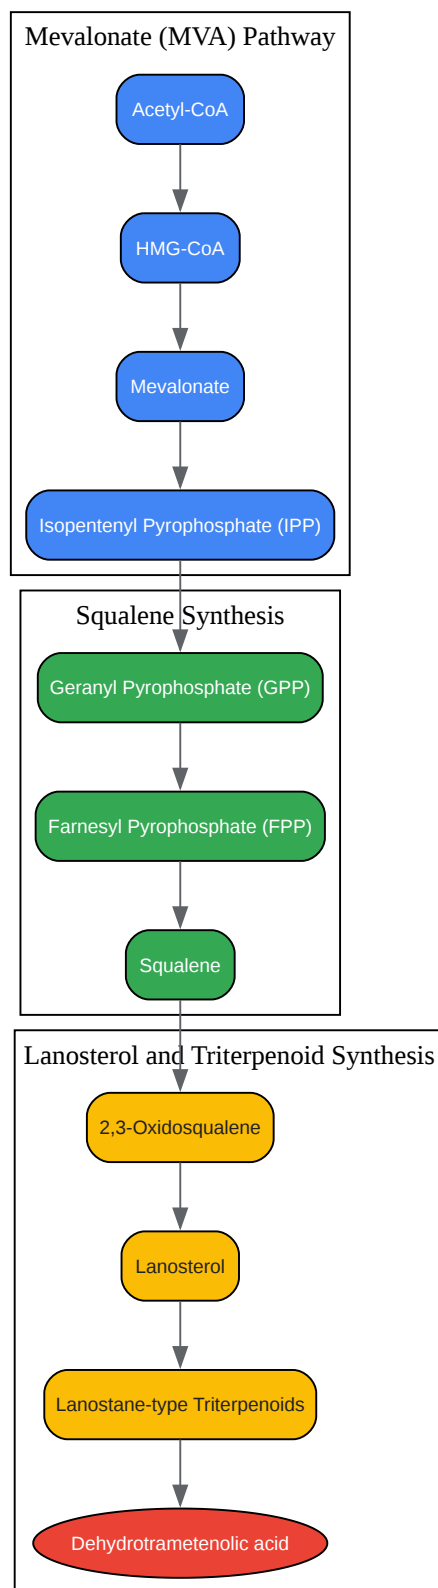 Mevalonate (MVA) Pathway
Acetyl-CoA
HMG-CoA
Mevalonate
Isopentenyl Pyrophosphate (IPP)
Squalene Synthesis
Geranyl Pyrophosphate (GPP)
Farnesyl Pyrophosphate (FPP)
Squalene
Lanosterol and Triterpenoid Synthesis
2,3-Oxidosqualene
Lanosterol
Lanostane-type Triterpenoids
Dehydrotrametenolic acid